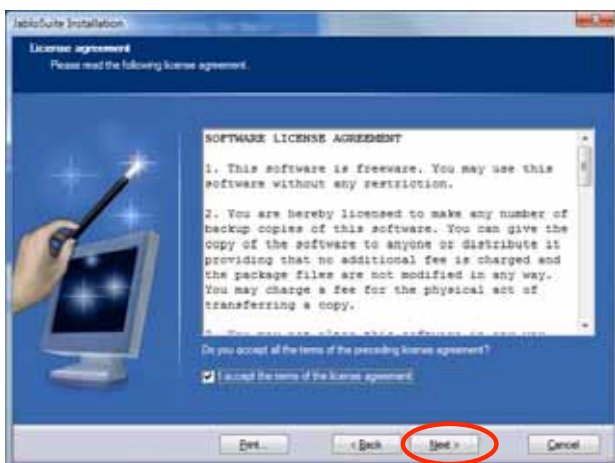 JabloSuite Installation
License agreement
Please read the following license agreement.
SOFTWARE LICENSE AGREEMENT
1. This software is freeware. You may use this
software without any restriction.
2. You are hereby licensed to make any number of
backup copies of this software. You can give the
copy of the software to anyone or distribute it
providing that no additional fee is charged and
the package files are not modified in any way.
You may charge a fee for the physical act of
transferring a copy.
Do you accept all the terms of the preceding license agreement?
I accept the terms of the license agreement
Print...
< Back
Next >
Cancel